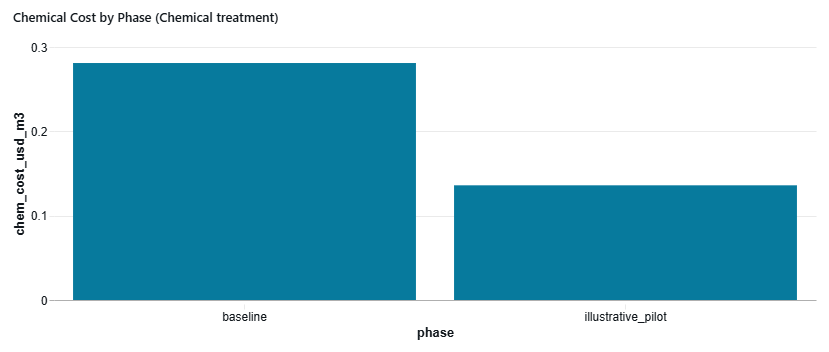 Chemical Cost by Phase (Chemical treatment)
0.3
0.2
0.1
0
chem_cost_usd_m3
baseline
illustrative_pilot
phase